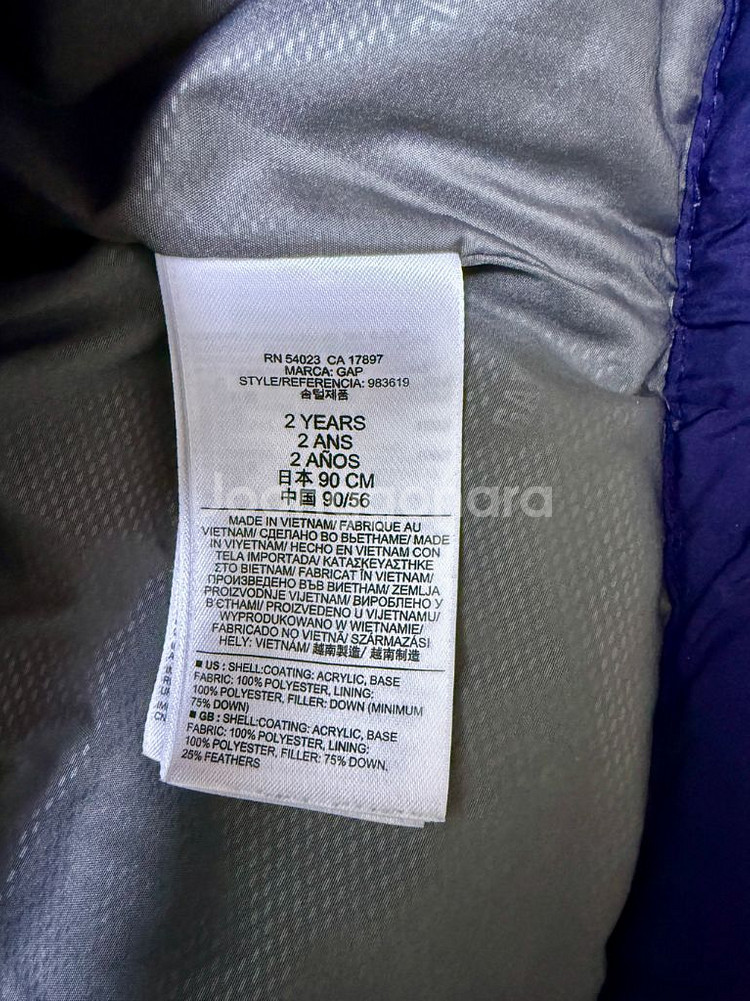 RN 54023 CA 17897
MARCA: GAP
STYLE/REFERENCIA: 983619
솜털제품
2 YEARS
2 ANS
2 AÑOS
日本 90 CM
中国 90/56
MADE IN VIETNAM/ FABRIQUE AU
VIETNAM/ СДЕЛАНО ВО ВЬЕТНАМЕ/ MADE
IN VIYETNAM/ HECHO EN VIETNAM CON
TELA IMPORTADA/ ΚΑΤΑΣΚΕΥΑΣΤΗΚΕ
ΣΤΟ ΒΙΕΤΝΑΜ/ FABRICAT ÎN VIETNAM/
ПРОИЗВЕДЕНО ВЪВ ВИЕТНАМ/ ZEMLJA
PROIZVODNJE VIJETNAM/ ВИРОБЛЕНО У
В'ЄТНАМІ/ PROIZVEDENO U VIJETNAMU/
WYPRODUKOWANO W WIETNAMIE/
FABRICADO NO VIETNÃ/ SZÁRMAZÁSI
HELY: VIETNÁM/ 越南製造/ 越南制造
■ US : SHELL:COATING: ACRYLIC, BASE
FABRIC: 100% POLYESTER, LINING:
100% POLYESTER, FILLER: DOWN (MINIMUM
75% DOWN)
■ GB : SHELL:COATING: ACRYLIC, BASE
FABRIC: 100% POLYESTER, LINING:
100% POLYESTER, FILLER: 75% DOWN,
25% FEATHERS